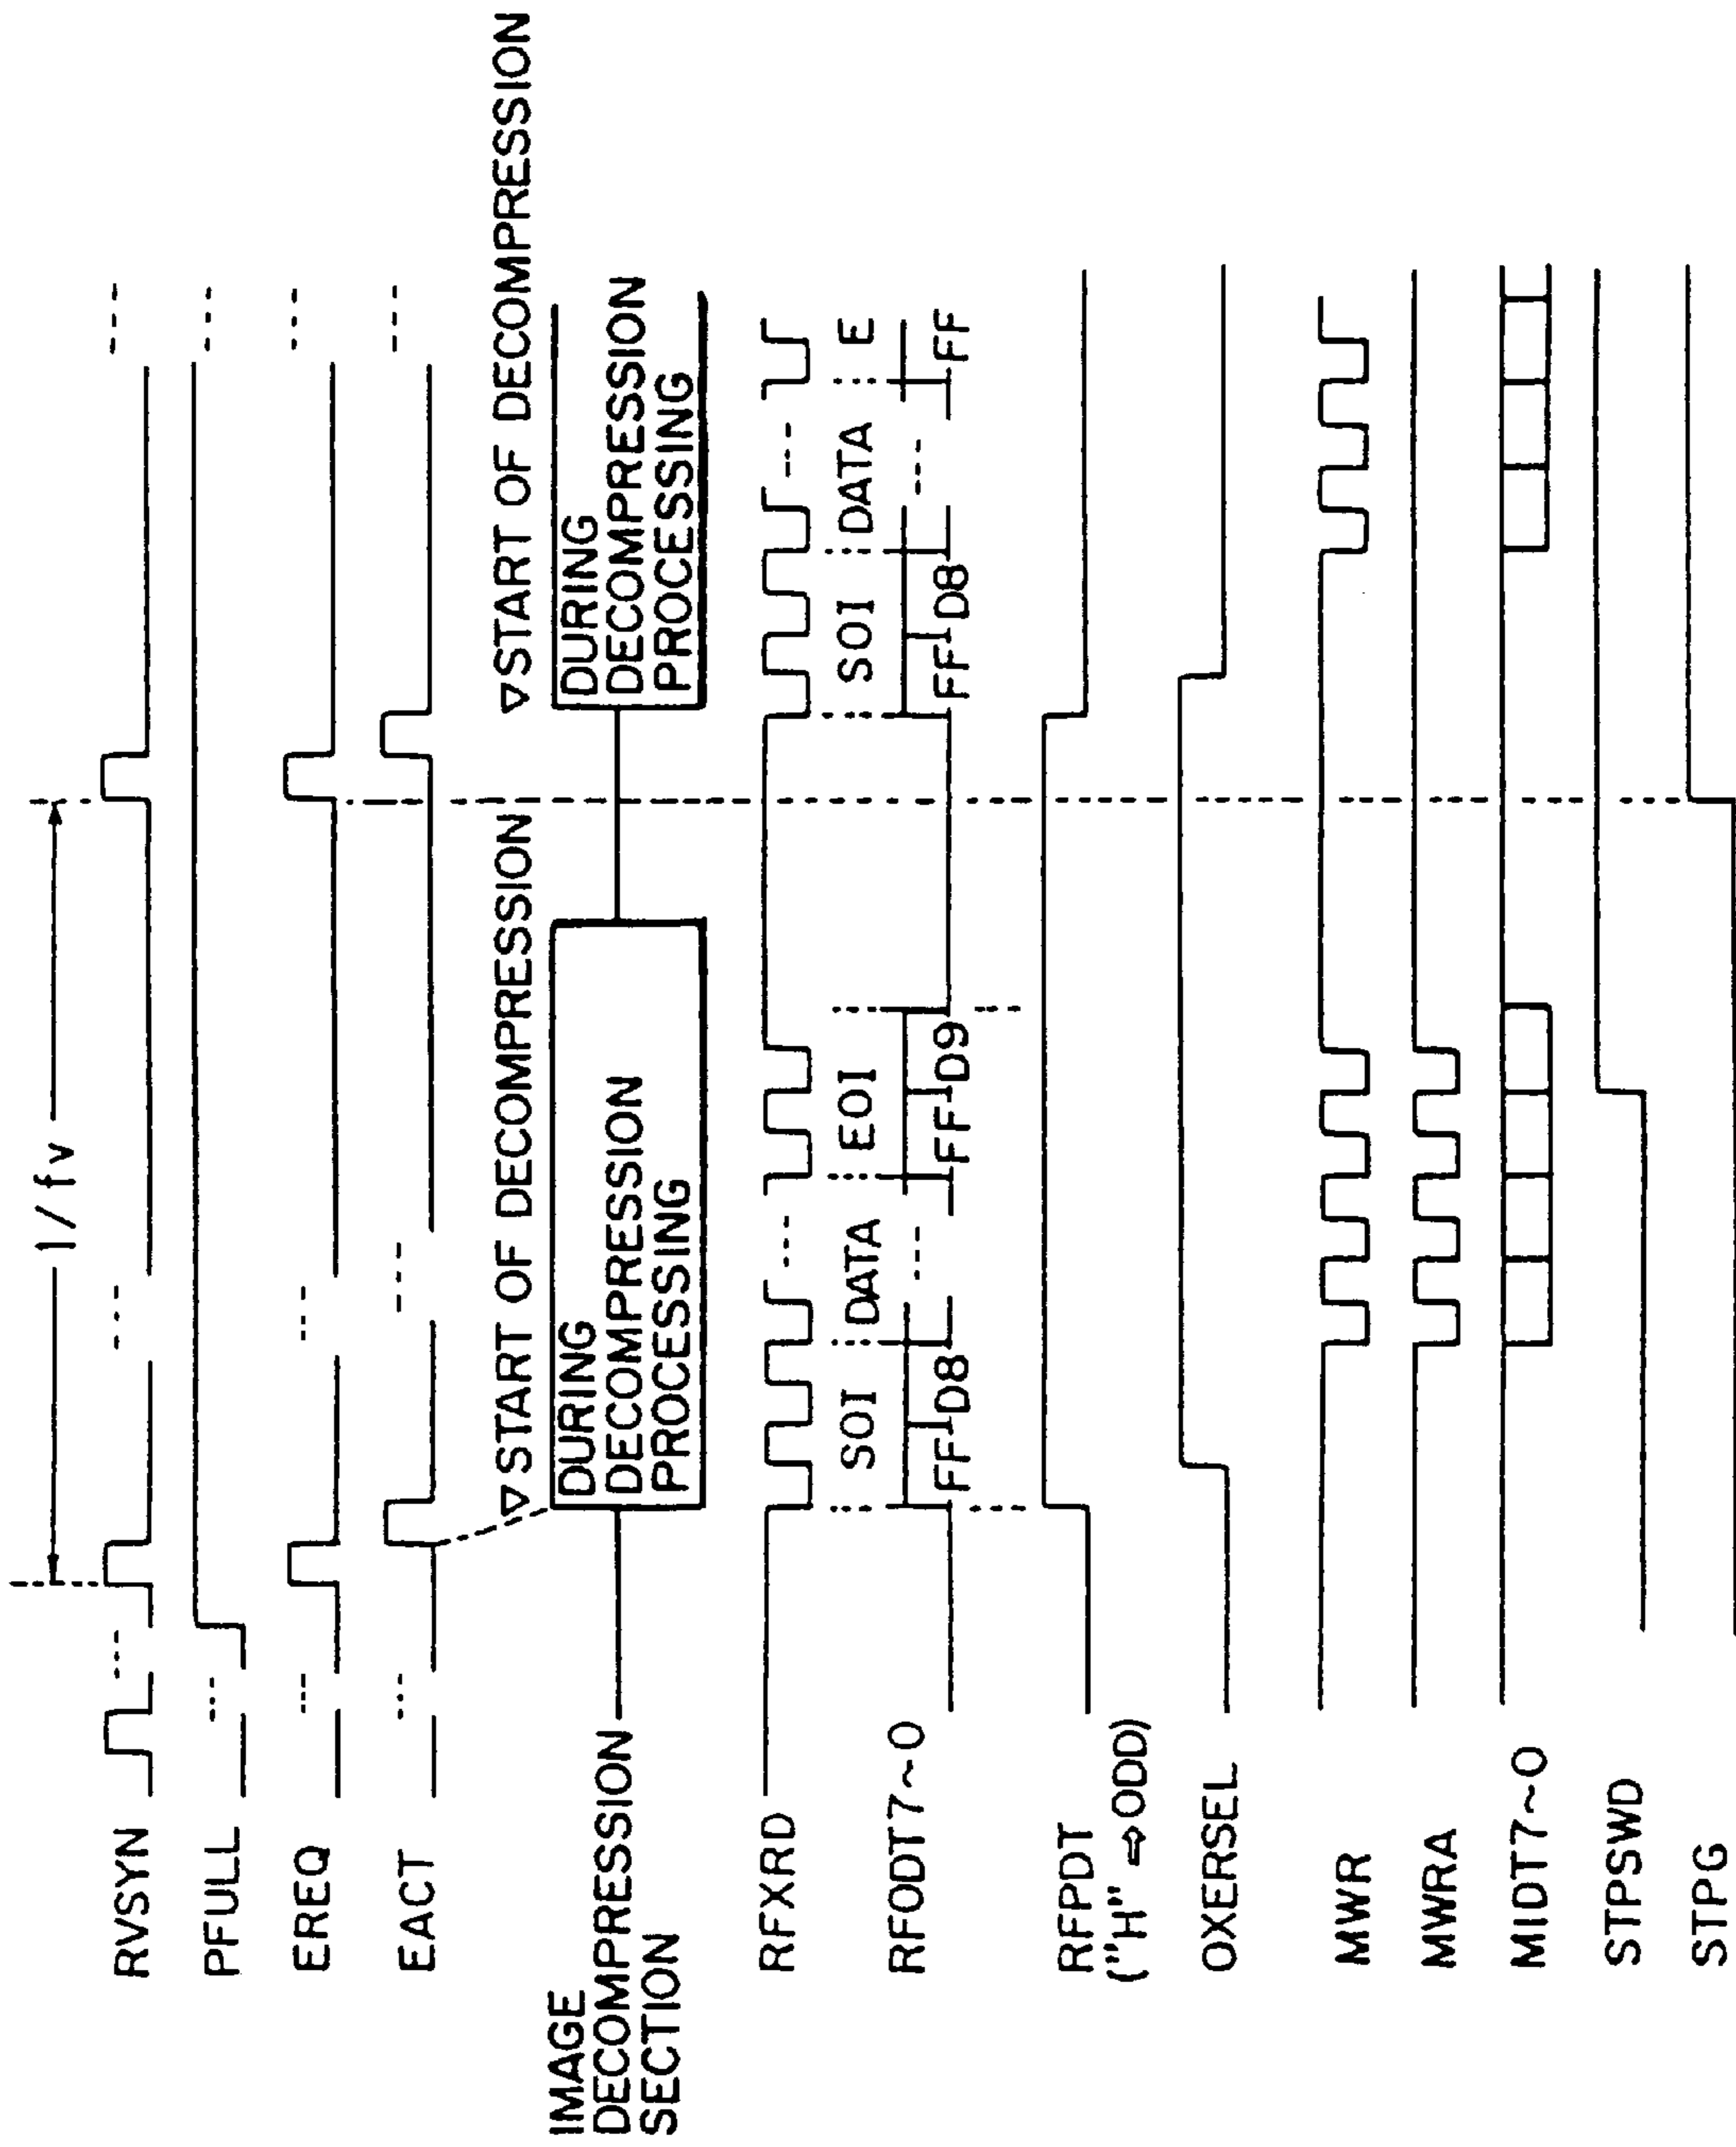 1/fv
RVSYN
PFULL
EREQ
EACT
▽START OF DECOMPRESSION ▽START OF DECOMPRESSION
IMAGE
DECOMPRESSION
SECTION
DURING
DECOMPRESSION
PROCESSING
DURING
DECOMPRESSION
PROCESSING
RFXRD
SOI DATA EOI SOI DATA E
RFODT7~0
FF D8 FF D9 FF D8 FF
RFPDT
("H" ⇒ ODD)
OXERSEL
MWR
MWRA
MIDT7~0
STPSWD
STPG